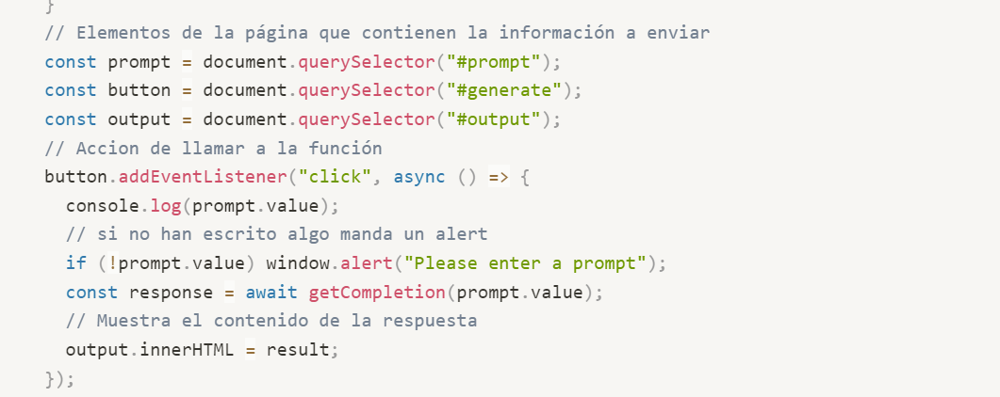 }
// Elementos de la página que contienen la información a enviar
const prompt = document.querySelector("#prompt");
const button = document.querySelector("#generate");
const output = document.querySelector("#output");
// Accion de llamar a la función
button.addEventListener("click", async () => {
  console.log(prompt.value);
  // si no han escrito algo manda un alert
  if (!prompt.value) window.alert("Please enter a prompt");
  const response = await getCompletion(prompt.value);
  // Muestra el contenido de la respuesta
  output.innerHTML = result;
});